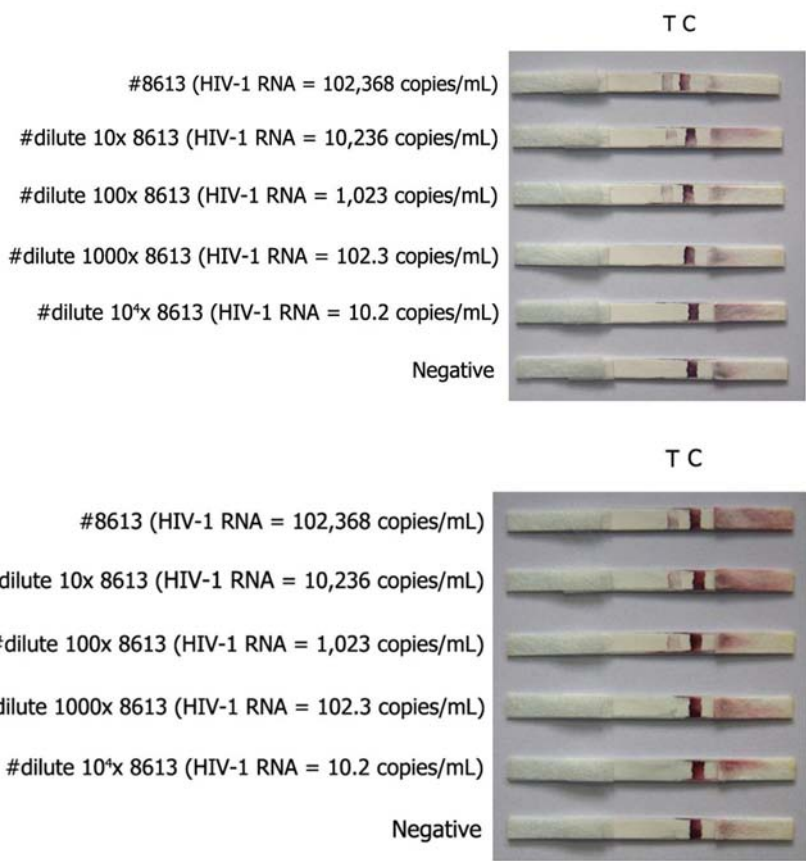 T C
#8613 (HIV-1 RNA = 102,368 copies/mL)
#dilute 10x 8613 (HIV-1 RNA = 10,236 copies/mL)
#dilute 100x 8613 (HIV-1 RNA = 1,023 copies/mL)
#dilute 1000x 8613 (HIV-1 RNA = 102.3 copies/mL)
#dilute 10⁴x 8613 (HIV-1 RNA = 10.2 copies/mL)
Negative
T C
#8613 (HIV-1 RNA = 102,368 copies/mL)
dilute 10x 8613 (HIV-1 RNA = 10,236 copies/mL)
#dilute 100x 8613 (HIV-1 RNA = 1,023 copies/mL)
dilute 1000x 8613 (HIV-1 RNA = 102.3 copies/mL)
#dilute 10⁴x 8613 (HIV-1 RNA = 10.2 copies/mL)
Negative